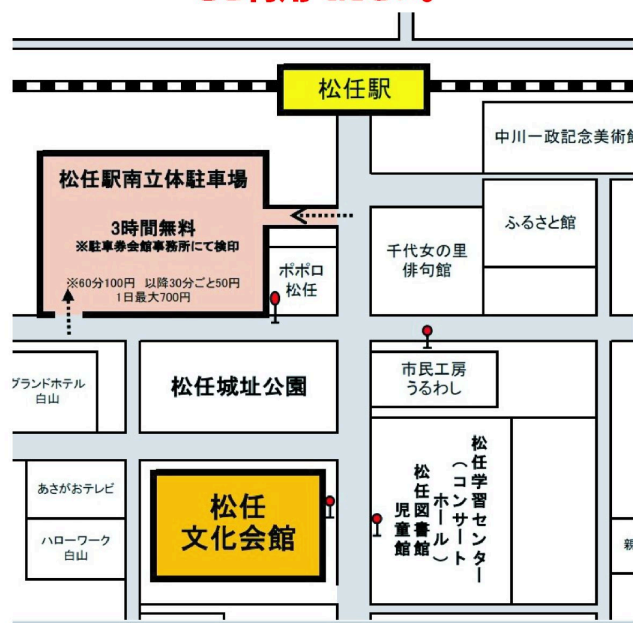 松任駅
中川一政記念美術館
松任駅南立体駐車場
3時間無料
※駐車券会館事務所にて検印
※60分100円 以降30分ごと50円
1日最大700円
ポポロ
松任
千代女の里
俳句館
ふるさと館
グランドホテル
白山
松任城址公園
市民工房
うるわし
あさがおテレビ
ハローワーク
白山
松任
文化会館
松任学習センター
(コンサート
ホール)
松任図書館
児童館
親